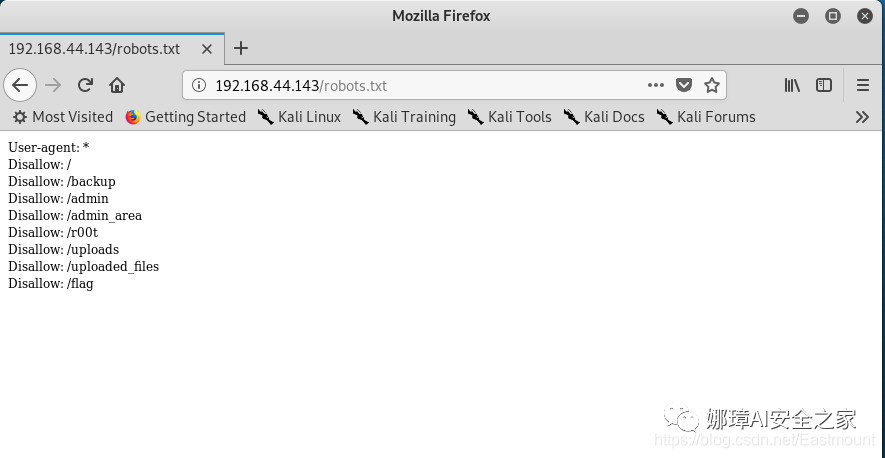 Mozilla Firefox
192.168.44.143/robots.txt
192.168.44.143/robots.txt
Most Visited Getting Started Kali Linux Kali Training Kali Tools Kali Docs Kali Forums
User-agent: *
Disallow: /
Disallow: /backup
Disallow: /admin
Disallow: /admin_area
Disallow: /r00t
Disallow: /uploads
Disallow: /uploaded_files
Disallow: /flag
娜璋AI安全之家
https://blog.csdn.net/Eastmount